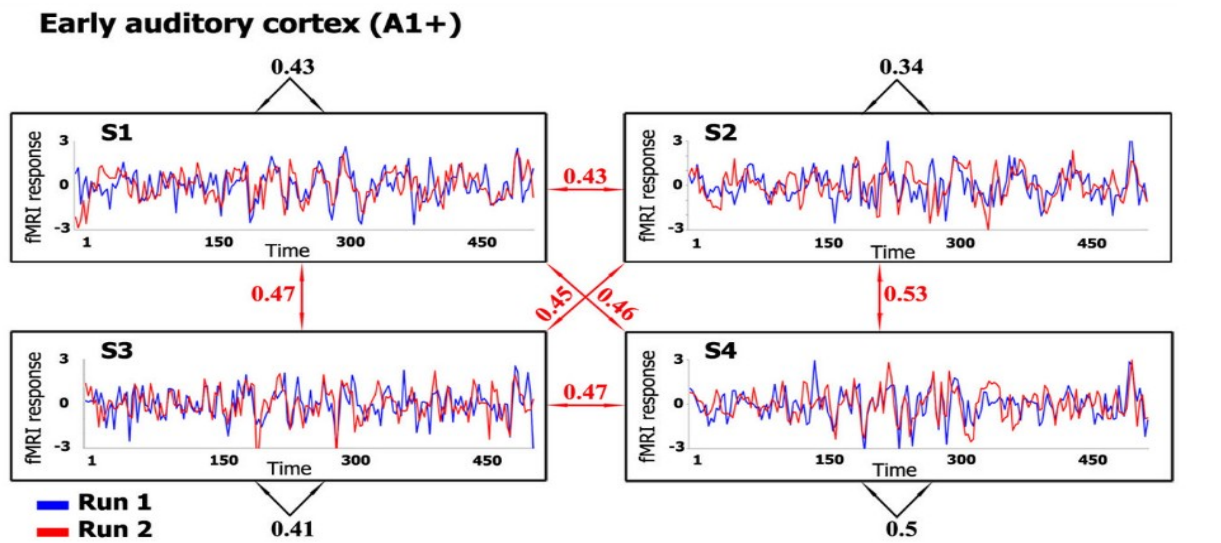 Early auditory cortex (A1+)
0.43
0.34
S1
fMRI response
3
0
-3
1 150 300 450
Time
0.43
S2
fMRI response
3
0
-3
1 150 300 450
Time
0.47
0.45
0.46
0.53
S3
fMRI response
3
0
-3
1 150 300 450
Time
0.47
S4
fMRI response
3
0
-3
1 150 300 450
Time
Run 1
Run 2
0.41
0.5